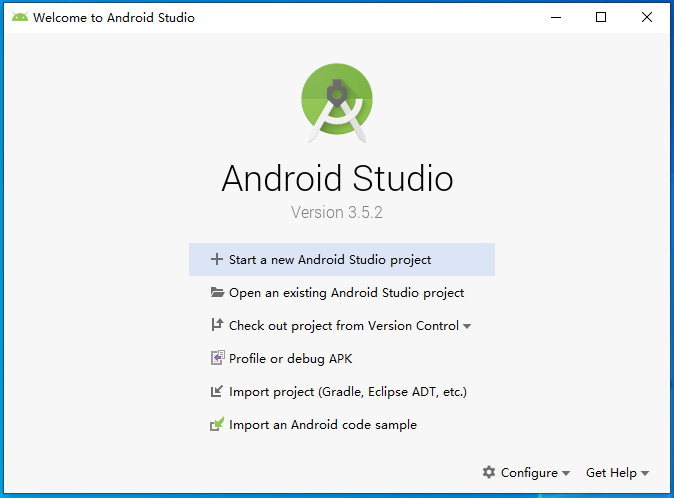 Welcome to Android Studio
Android Studio
Version 3.5.2
Start a new Android Studio project
Open an existing Android Studio project
Check out project from Version Control
Profile or debug APK
Import project (Gradle, Eclipse ADT, etc.)
Import an Android code sample
Configure Get Help